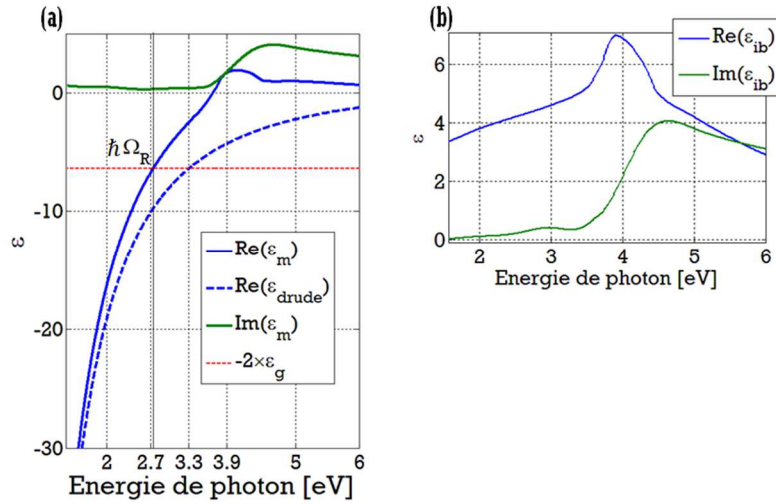 (a)
0
-10
-20
-30
ε
ħΩR
Re(εm)
Re(εdrude)
Im(εm)
-2×εg
2 2.7 3.3 3.9 5 6
Energie de photon [eV]
(b)
Re(εib)
Im(εib)
6
4
2
0
ε
2 3 4 5 6
Energie de photon [eV]